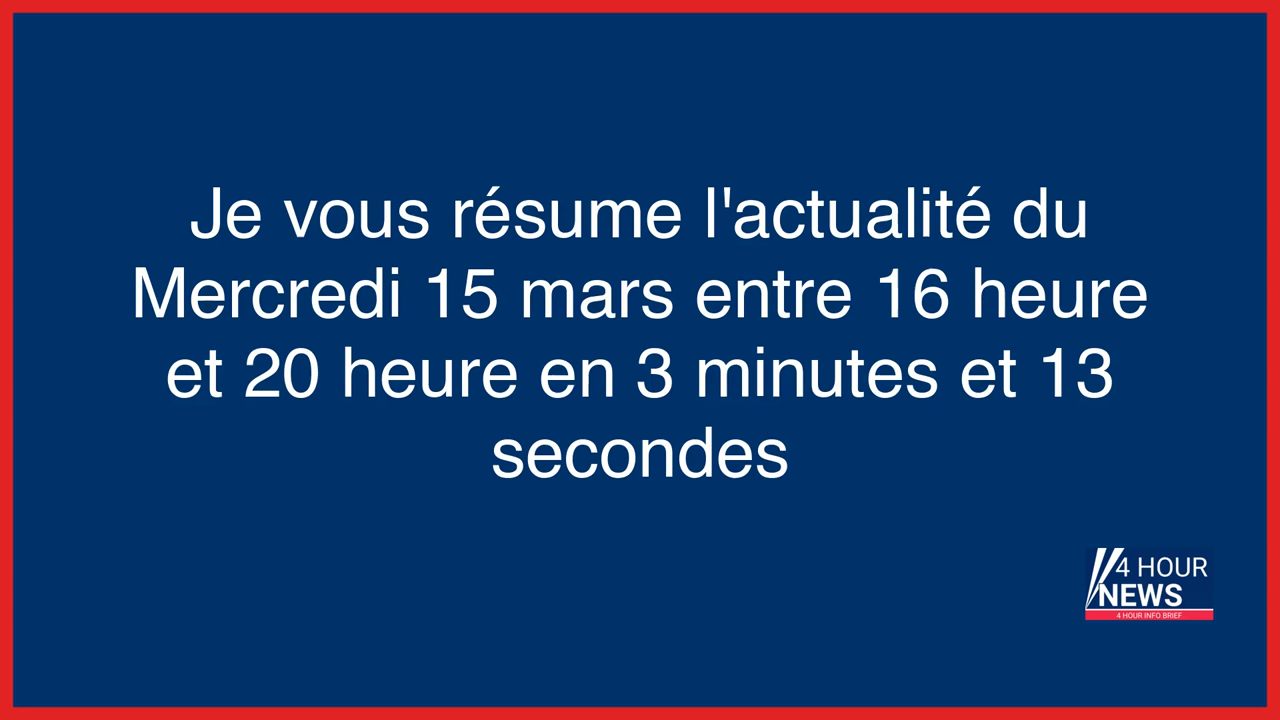 Je vous résume l'actualité du
Mercredi 15 mars entre 16 heure
et 20 heure en 3 minutes et 13
secondes
4 HOUR
NEWS
4 HOUR INFO BRIEF